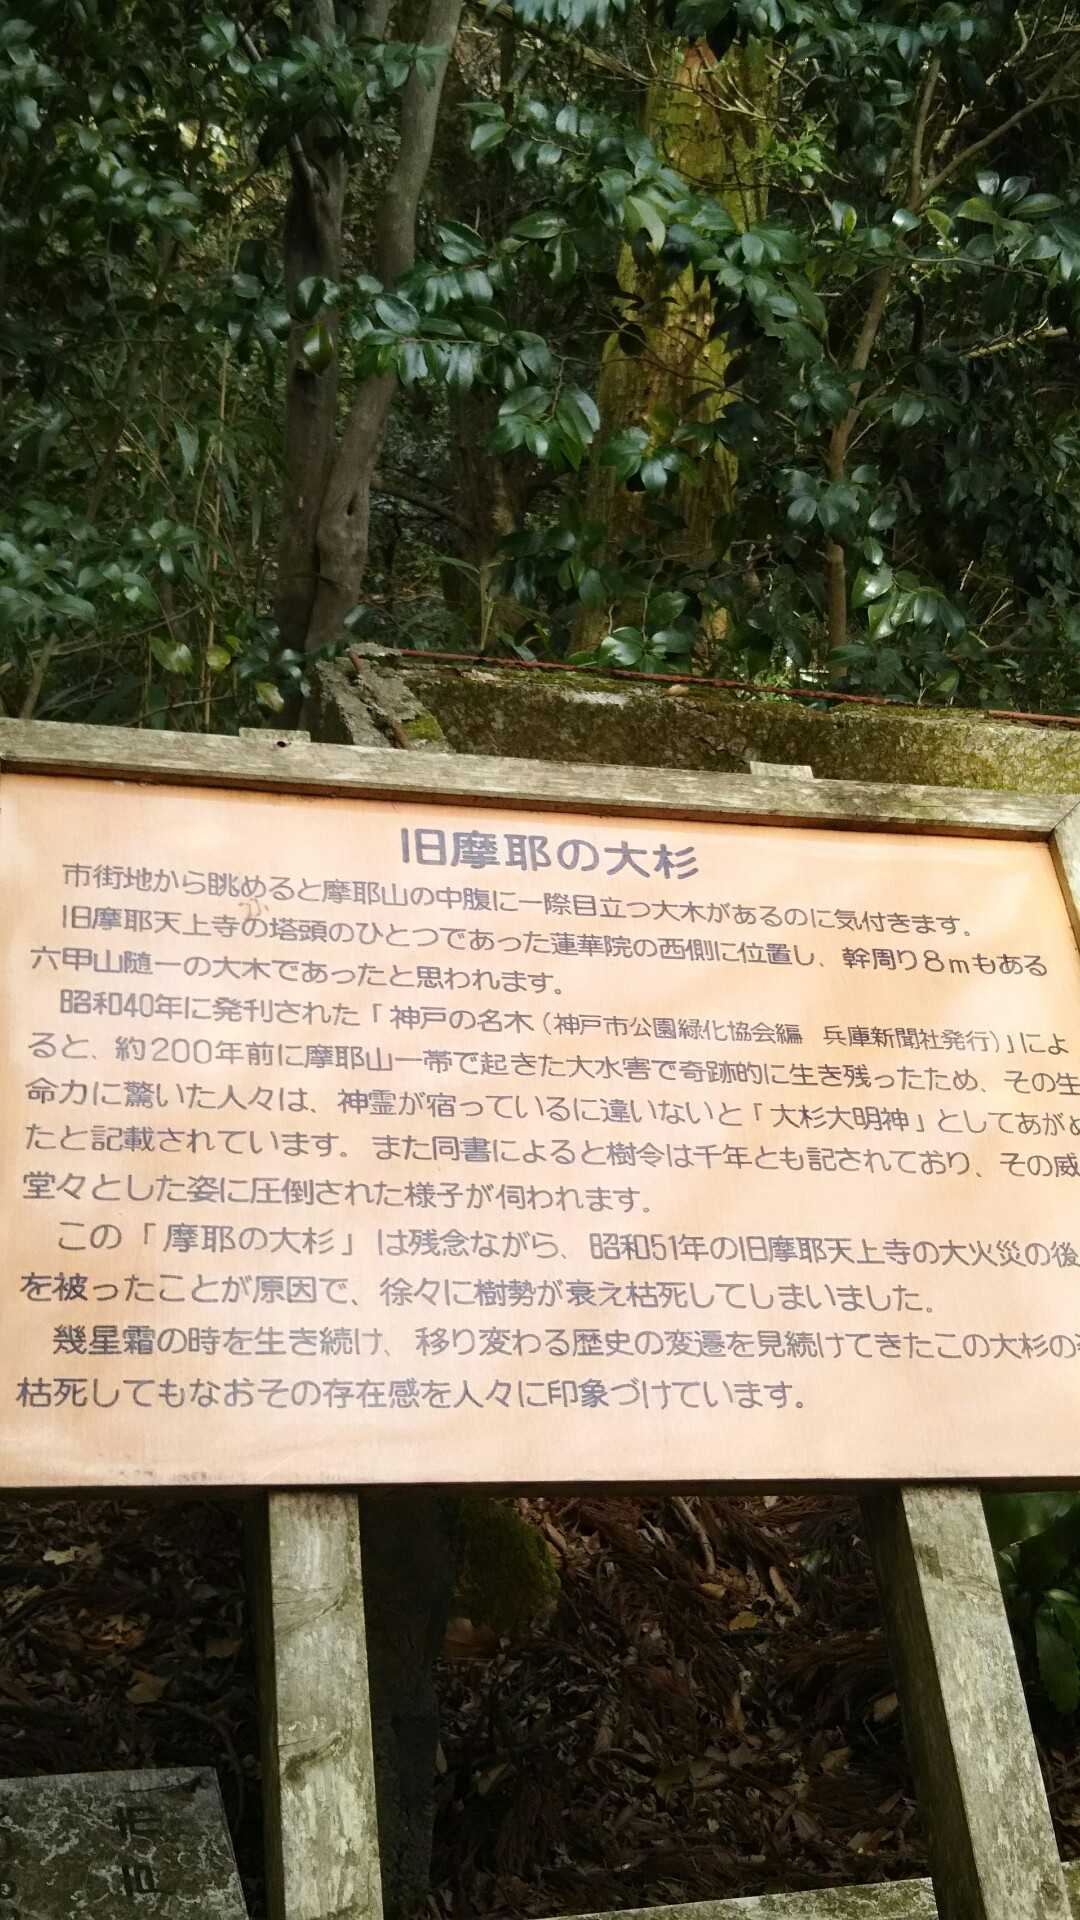 旧摩耶の大杉
市街地から眺めると摩耶山の中腹に一際目立つ大木があるのに気付きます。
旧摩耶天上寺の塔頭のひとつであった蓮華院の西側に位置し、幹周り8mもある
六甲山随一の大木であったと思われます。
昭和40年に発刊された「神戸の名木(神戸市公園緑化協会編 兵庫新聞社発行)」によ
ると、約200年前に摩耶山一帯で起きた大水害で奇跡的に生き残ったため、その生
命力に驚いた人々は、神霊が宿っているに違いないと「大杉大明神」としてあがめ
たと記載されています。また同書によると樹令は千年とも記されており、その威
堂々とした姿に圧倒された様子が伺われます。
この「摩耶の大杉」は残念ながら、昭和51年の旧摩耶天上寺の大火災の後
を被ったことが原因で、徐々に樹勢が衰え枯死してしまいました。
幾星霜の時を生き続け、移り変わる歴史の変遷を見続けてきたこの大杉の
枯死してもなおその存在感を人々に印象づけています。